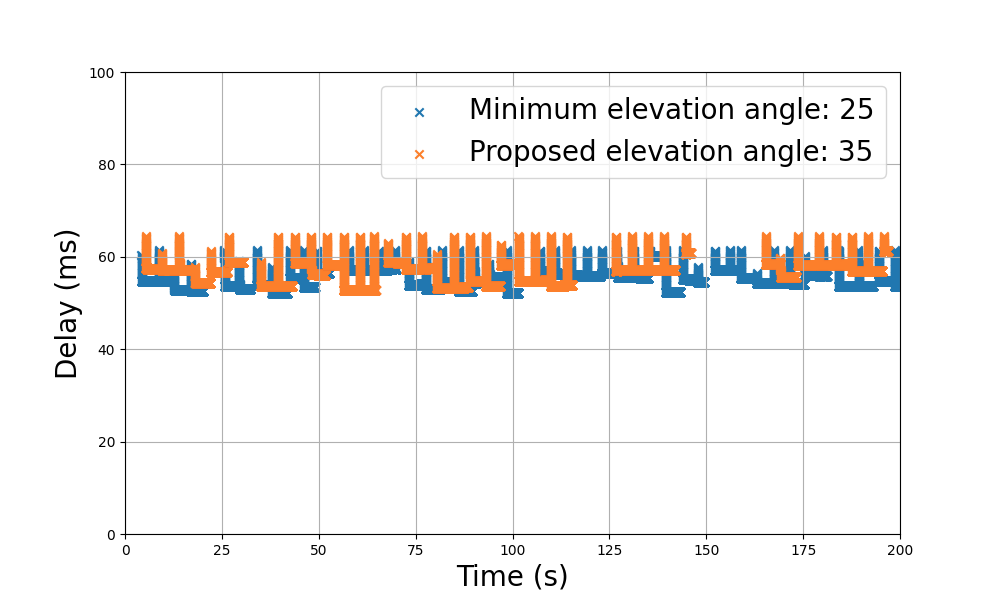 Minimum elevation angle: 25
Proposed elevation angle: 35
100
80
60
40
20
0
Delay (ms)
0 25 50 75 100 125 150 175 200
Time (s)